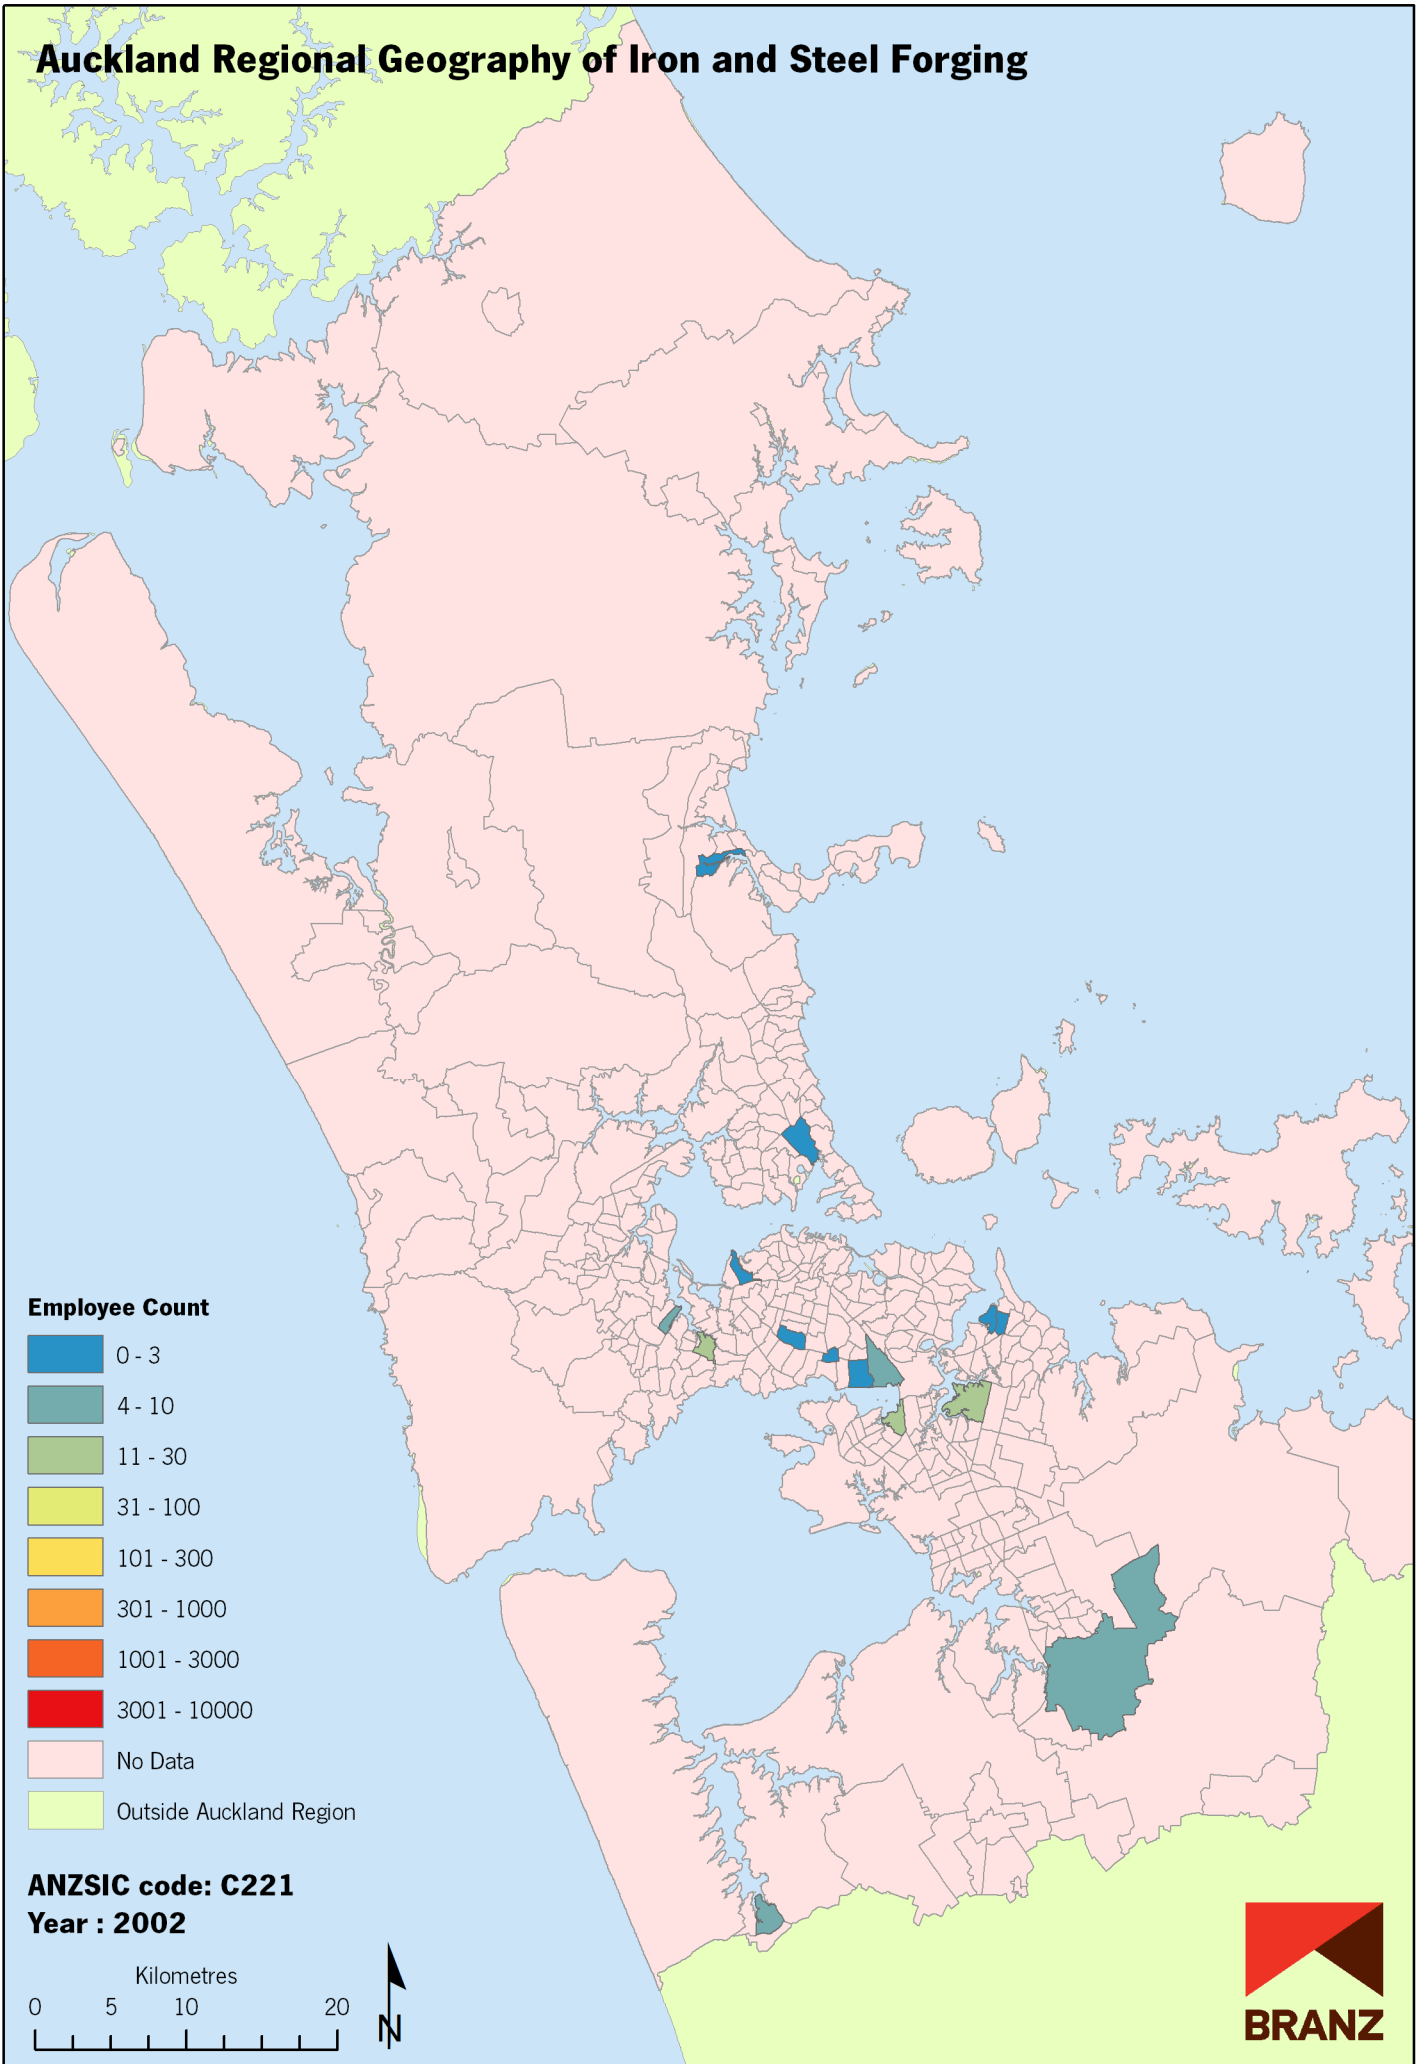 Auckland Regional Geography of Iron and Steel Forging
Employee Count
0 - 3
4 - 10
11 - 30
31 - 100
101 - 300
301 - 1000
1001 - 3000
3001 - 10000
No Data
Outside Auckland Region
ANZSIC code: C221
Year : 2002
Kilometres
0 5 10 20
N
BRANZ